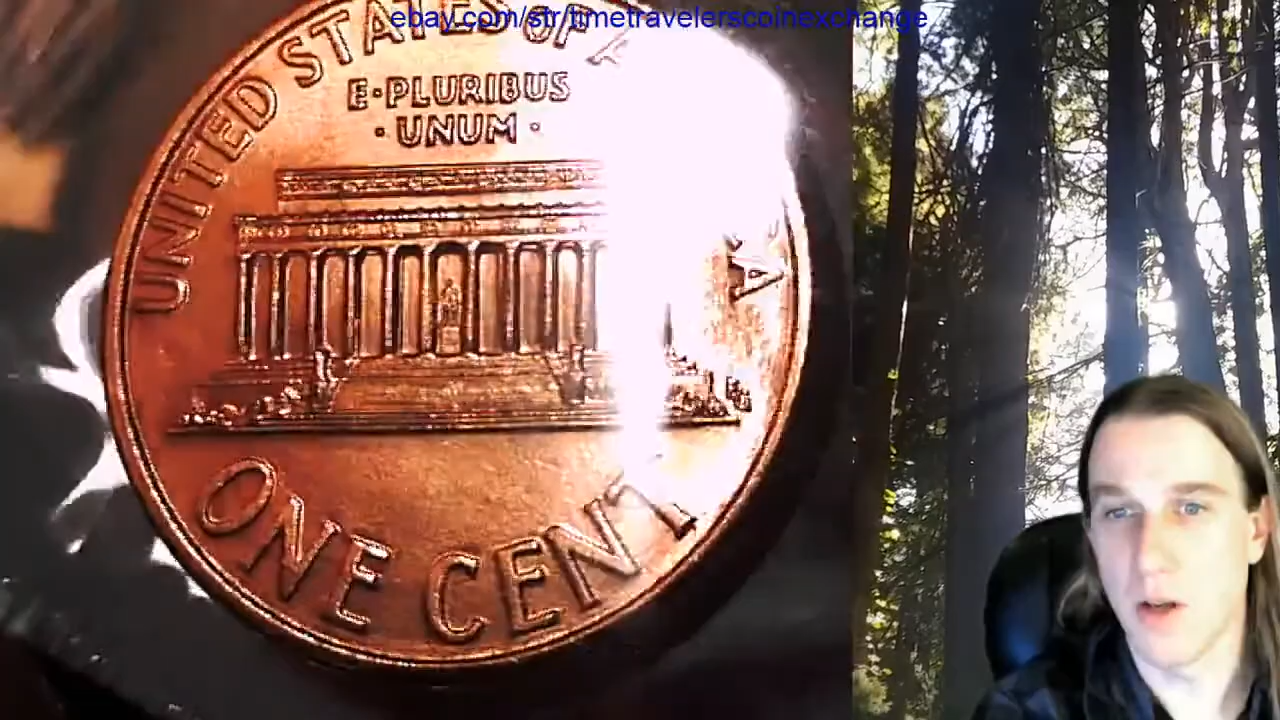 ebay.com/str/timetravelerscoinexchange
UNITED STATES OF
E·PLURIBUS
·UNUM·
ONE CENT